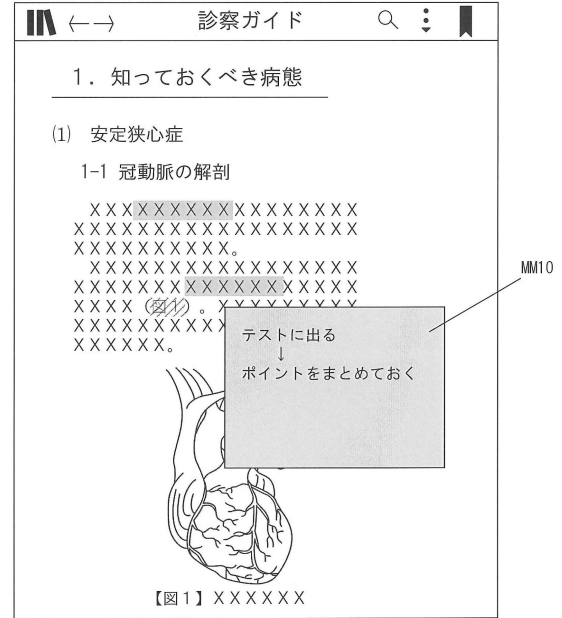 診察ガイド
1. 知っておくべき病態
(1) 安定狭心症
1-1 冠動脈の解剖
XXXXXXXXXXXXXXXXX
XXXXXXXXXXXXXXXXXX
XXXXXXXXXX。
XXXXXXXXXXXXXXXXX
XXXXXXXXXXXXXXXXXX
XXXX (図1) 。XXXXXXXXX
XXXXXXXXXX
XXXXXX。
MM10
テストに出る
↓
ポイントをまとめておく
【図1】XXXXXX